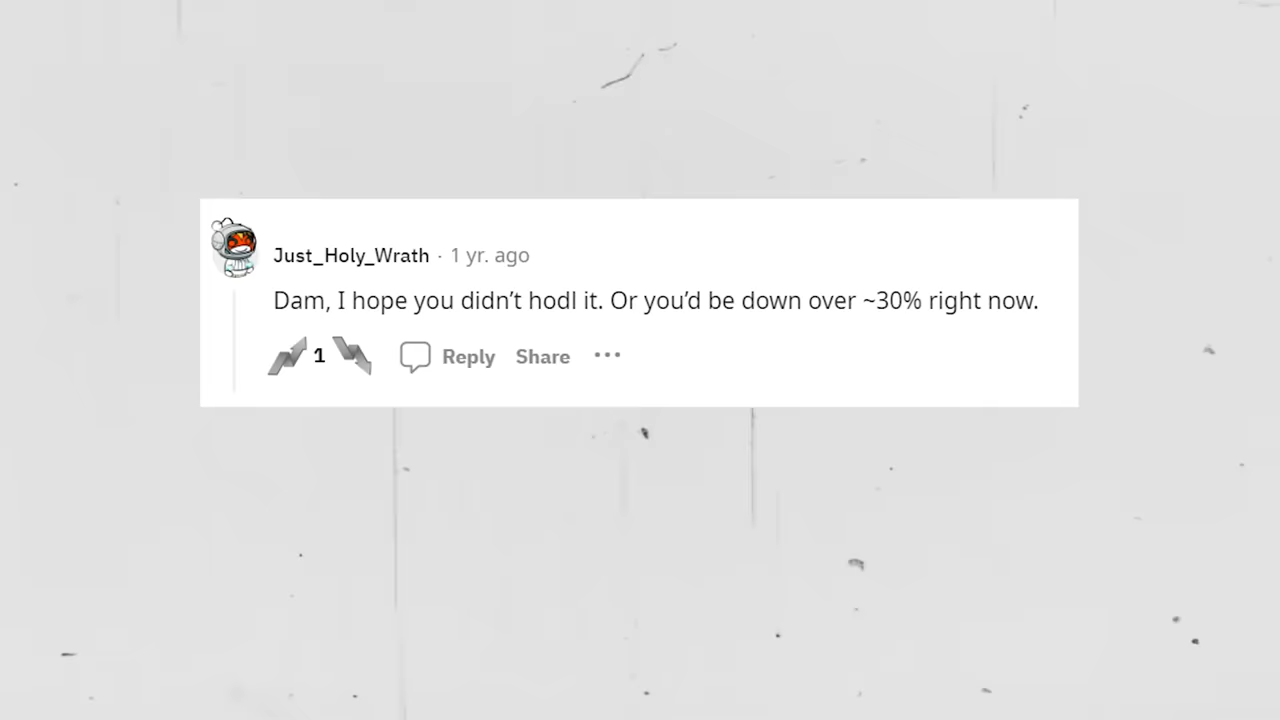 Just_Holy_Wrath · 1 yr. ago
Dam, I hope you didn’t hodl it. Or you’d be down over ~30% right now.
1 Reply Share